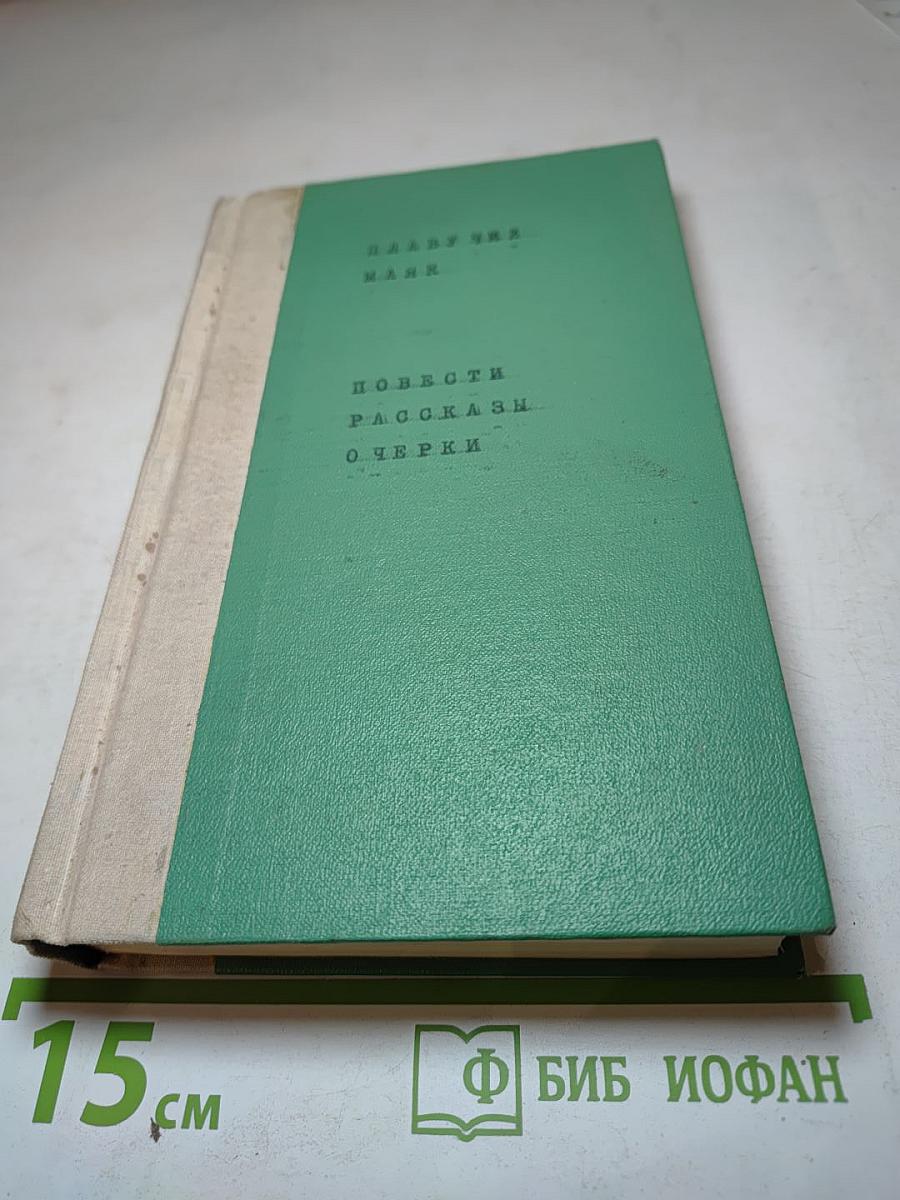 ПЛАВУЧИЙ
МАЯК
ПОВЕСТИ
РАССКАЗЫ
ОЧЕРКИ
15 см
Ф БИБ ИОФАН